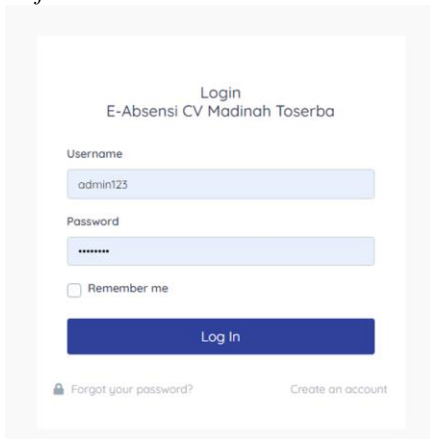 Login
E-Absensi CV Madinah Toserba
Username
admin123
Password
••••••••
Remember me
Log In
Forgot your password? Create an account